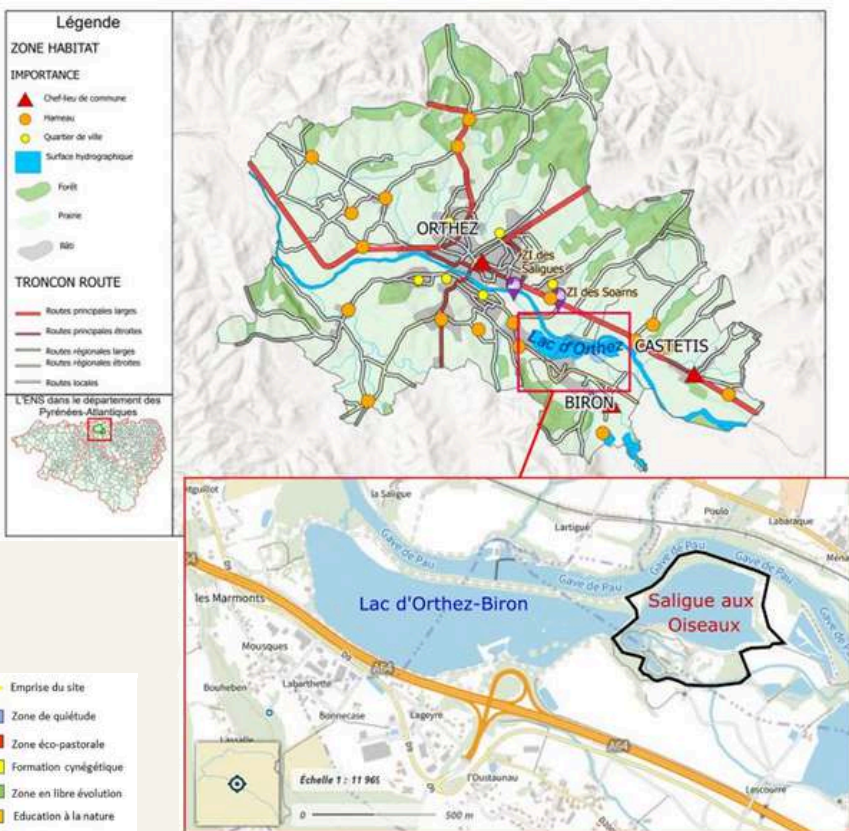 Légende
ZONE HABITAT
IMPORTANCE
Chef-lieu de commune
Hameau
Quartier de ville
Surface hydrographique
Forêt
Prairie
Bâti
TRONCON ROUTE
Routes principales larges
Routes principales étroites
Routes régionales larges
Routes régionales étroites
Routes locales
L'ENS dans le département des
Pyrénées-Atlantiques
ORTHEZ
ZI des
Saligues
ZI des Soarns
Lac d'Orthez
CASTETIS
BIRON
la Saligue
Lartigué
Poulo
Labaraque
Gave de Pau
Gave de Pau
Gave de Pau
Gave de Pau
les Marmonts
Lac d'Orthez-Biron
Saligue aux
Oiseaux
Mousques
A64
Bouheben
Labarthette
Bonnecase
Lagoyre
A64
l'Oustaunau
Lescourre
Échelle 1 : 11 965
0
500 m
Emprise du site
Zone de quiétude
Zone éco-pastorale
Formation cynégétique
Zone en libre évolution
Education à la nature